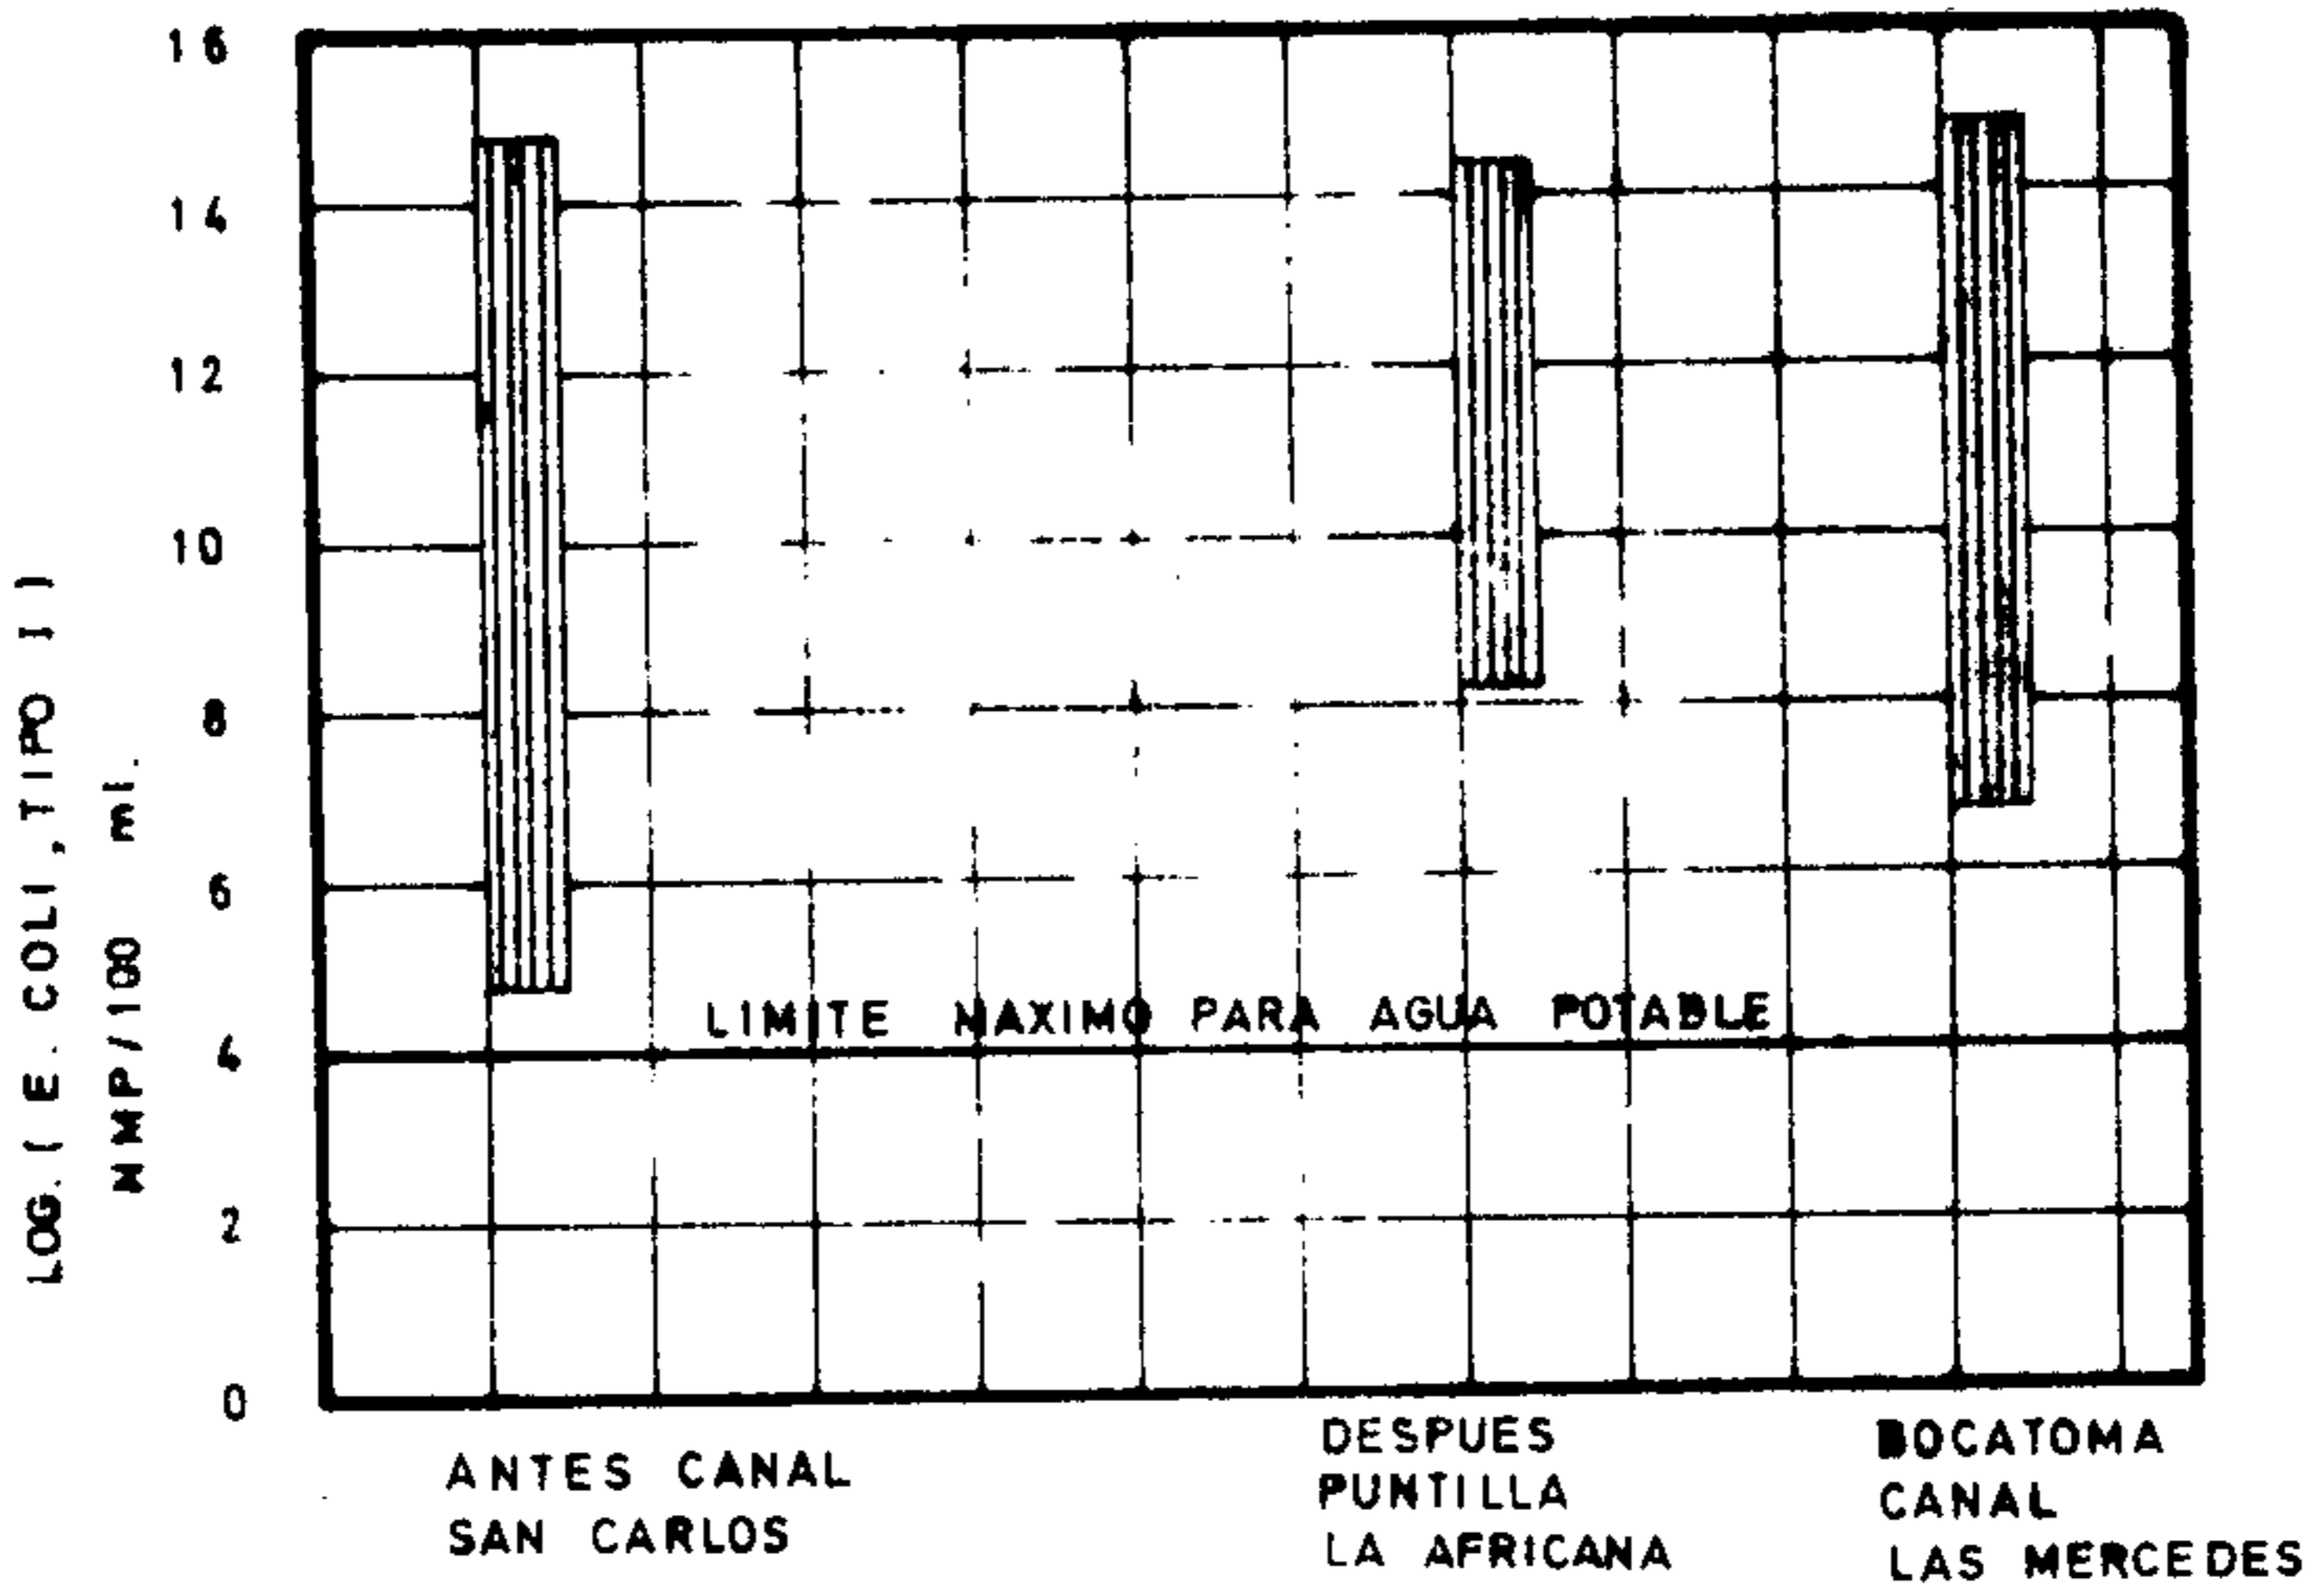 16
14
12
10
8
6
4
2
0
LOG. ( E. COLI, TIPO I )
NMP/100 ml.
LIMITE MAXIMO PARA AGUA POTABLE
ANTES CANAL
SAN CARLOS
DESPUES
PUNTILLA
LA AFRICANA
BOCATOMA
CANAL
LAS MERCEDES